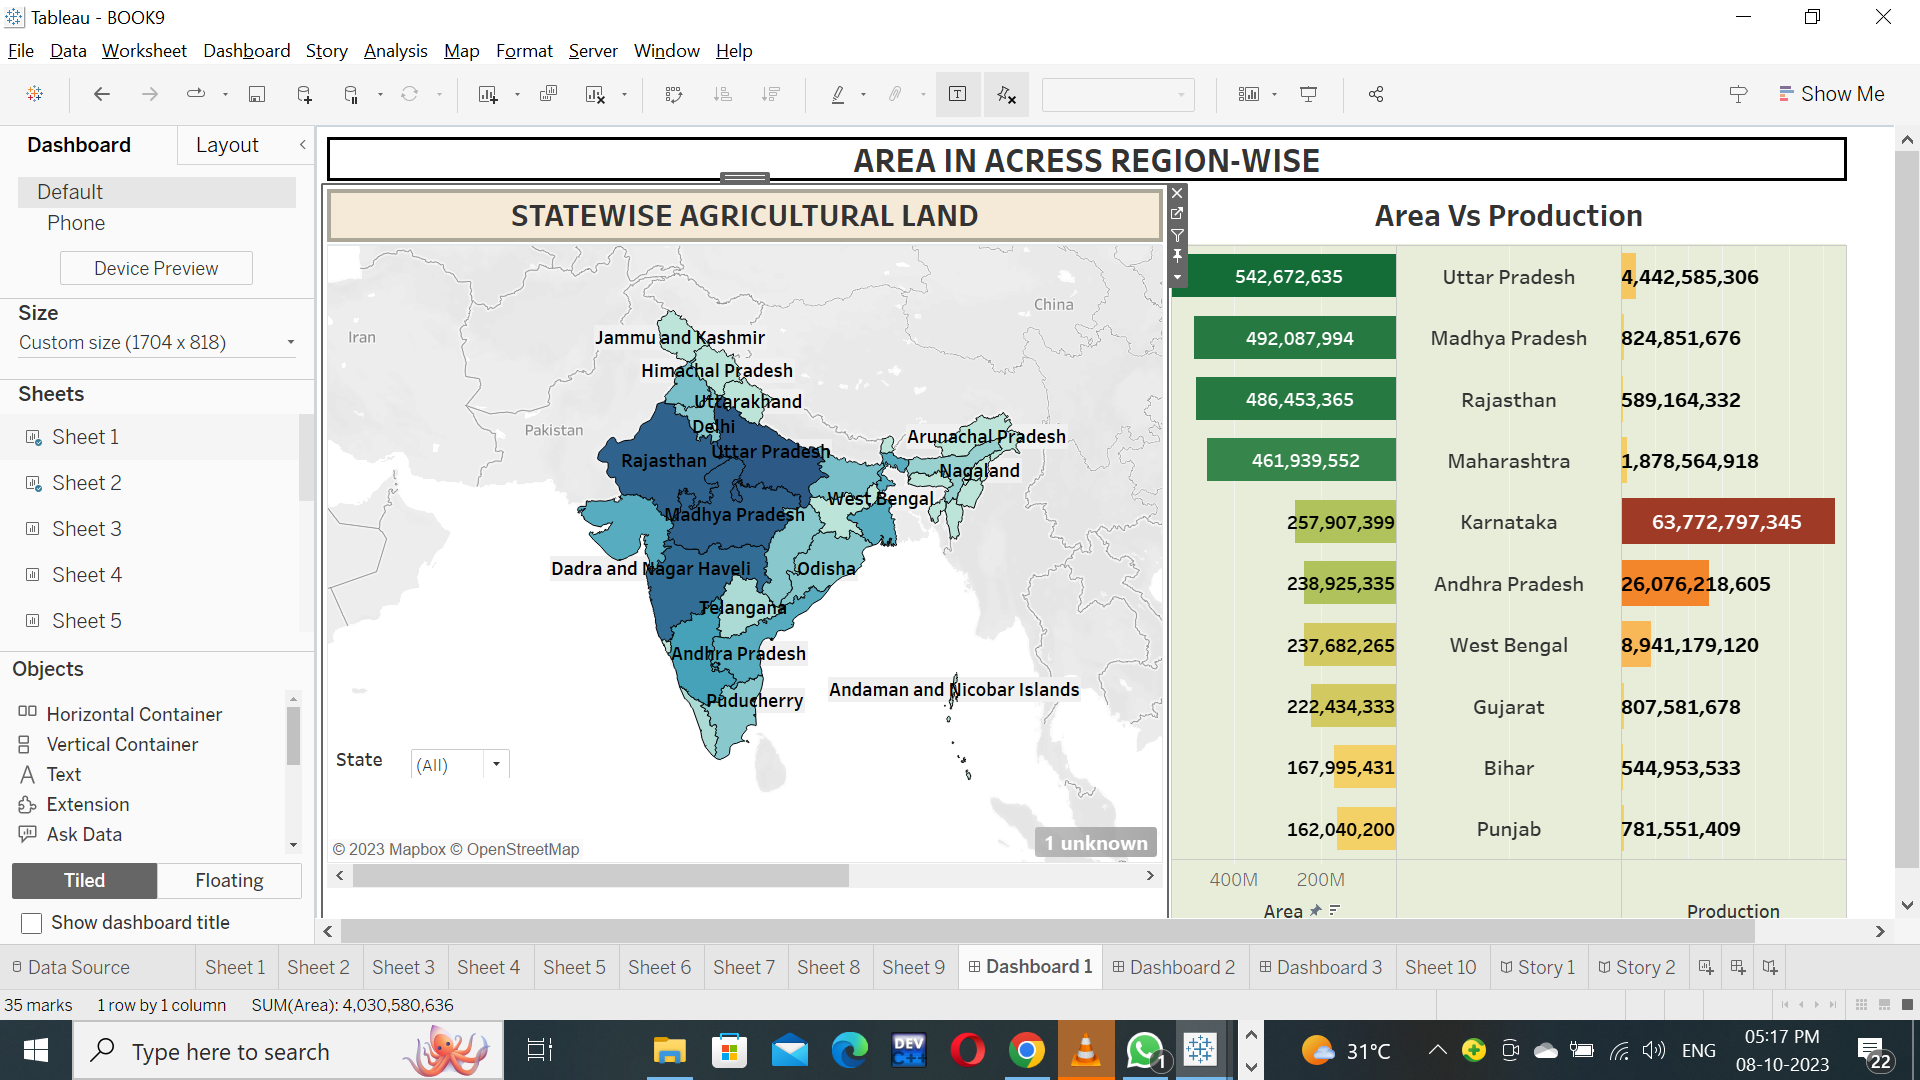 Tableau - BOOK9
File Data Worksheet Dashboard Story Analysis Map Format Server Window Help
Show Me
Dashboard
Layout
Default
Phone
Device Preview
Size
Custom size (1704 x 818)
Sheets
Sheet 1
Sheet 2
Sheet 3
Sheet 4
Sheet 5
Objects
Horizontal Container
Vertical Container
Text
Extension
Ask Data
Tiled
Floating
Show dashboard title
AREA IN ACRESS REGION-WISE
STATEWISE AGRICULTURAL LAND
Iran
China
Pakistan
Jammu and Kashmir
Himachal Pradesh
Uttarakhand
Delhi
Arunachal Pradesh
Uttar Pradesh
Rajasthan
Nagaland
West Bengal
Madhya Pradesh
Dadra and Nagar Haveli
Odisha
Telangana
Andhra Pradesh
Andaman and Nicobar Islands
Puducherry
State
(All)
1 unknown
© 2023 Mapbox © OpenStreetMap
Area Vs Production
542,672,635 Uttar Pradesh 4,442,585,306
492,087,994 Madhya Pradesh 824,851,676
486,453,365 Rajasthan 589,164,332
461,939,552 Maharashtra 1,878,564,918
257,907,399 Karnataka 63,772,797,345
238,925,335 Andhra Pradesh 26,076,218,605
237,682,265 West Bengal 8,941,179,120
222,434,333 Gujarat 807,581,678
167,995,431 Bihar 544,953,533
162,040,200 Punjab 781,551,409
400M 200M
Area Production
Data Source Sheet 1 Sheet 2 Sheet 3 Sheet 4 Sheet 5 Sheet 6 Sheet 7 Sheet 8 Sheet 9 Dashboard 1 Dashboard 2 Dashboard 3 Sheet 10 Story 1 Story 2
35 marks 1 row by 1 column SUM(Area): 4,030,580,636
Type here to search
DEV
C++
1
31°C
ENG
05:17 PM
08-10-2023
22